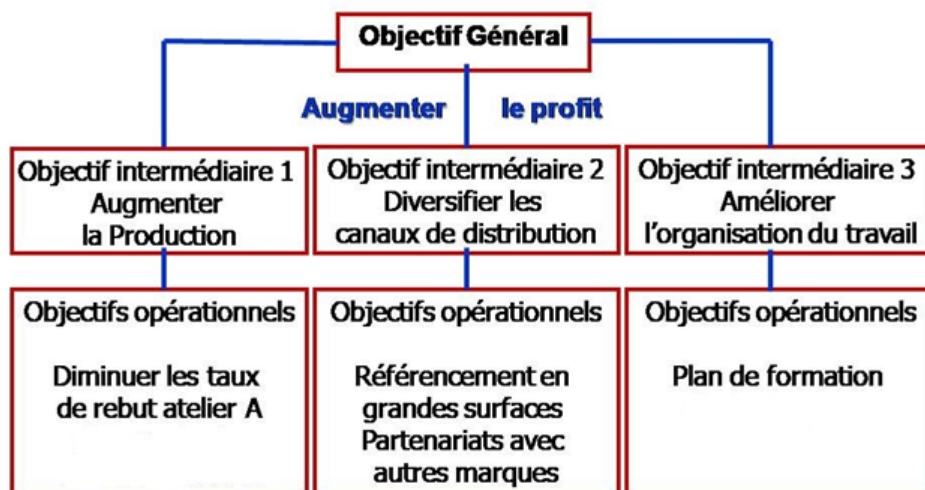 Objectif Général
Augmenter le profit
Objectif intermédiaire 1
Augmenter
la Production
Objectif intermédiaire 2
Diversifier les
canaux de distribution
Objectif intermédiaire 3
Améliorer
l'organisation du travail
Objectifs opérationnels
Diminuer les taux
de rebut atelier A
Objectifs opérationnels
Référencement en
grandes surfaces
Partenariats avec
autres marques
Objectifs opérationnels
Plan de formation